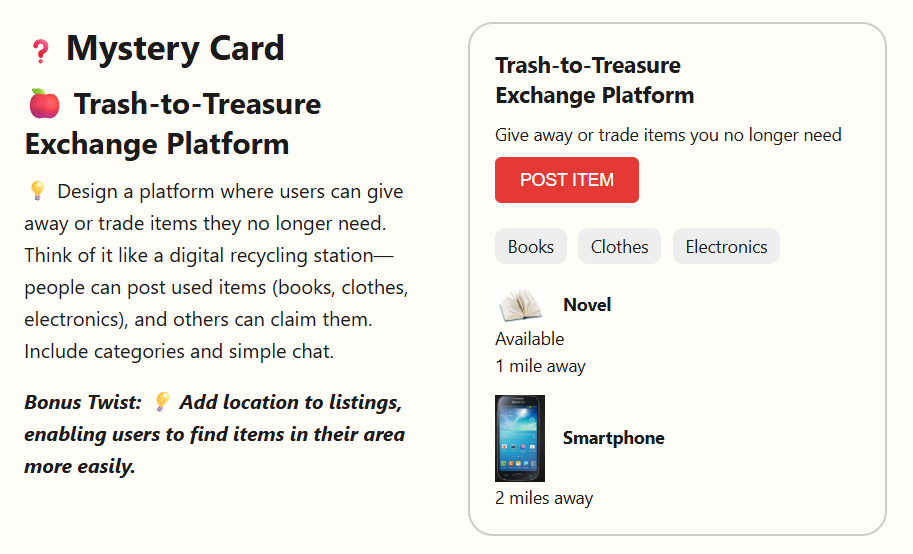 ❓ Mystery Card
🍎 Trash-to-Treasure
Exchange Platform
💡 Design a platform where users can give
away or trade items they no longer need.
Think of it like a digital recycling station—
people can post used items (books, clothes,
electronics), and others can claim them.
Include categories and simple chat.
Bonus Twist: 💡 Add location to listings,
enabling users to find items in their area
more easily.
Trash-to-Treasure
Exchange Platform
Give away or trade items you no longer need
POST ITEM
Books Clothes Electronics
Novel
Available
1 mile away
Smartphone
2 miles away